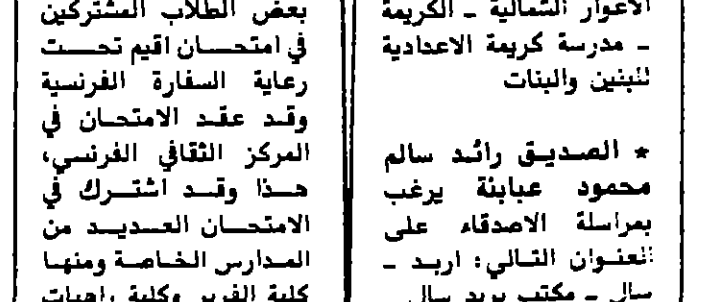 الاغوار الشمالية ـ الكريمة
ـ مدرسة كريمة الاعدادية
للبنين والبنات
* الصديق رائد سالم
محمود عبابنة يرغب
بمراسلة الاصدقاء على
العنوان التالي: اربد ـ
سال ـ مكتب بريد سال
بعض الطلاب المشتركين
في امتحان اقيم تحت
رعاية السفارة الفرنسية
وقد عقد الامتحان في
المركز الثقافي الفرنسي،
هذا وقد اشترك في
الامتحان العديد من
المدارس الخاصة ومنها
كلية الفرير وكلية راهبات